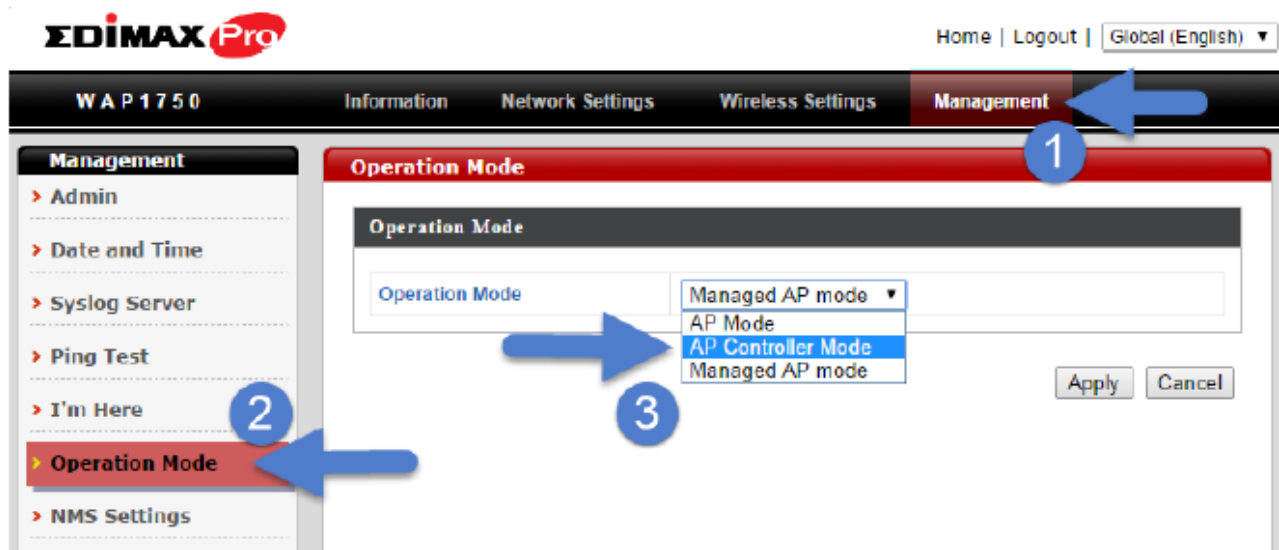 EDIMAX Pro
Home | Logout | Global (English)
WAP1750 Information Network Settings Wireless Settings Management
1
Management
> Admin
> Date and Time
> Syslog Server
> Ping Test
> I'm Here
2
> Operation Mode
> NMS Settings
Operation Mode
Operation Mode
Operation Mode Managed AP mode
AP Mode
AP Controller Mode
Managed AP mode
3
Apply Cancel